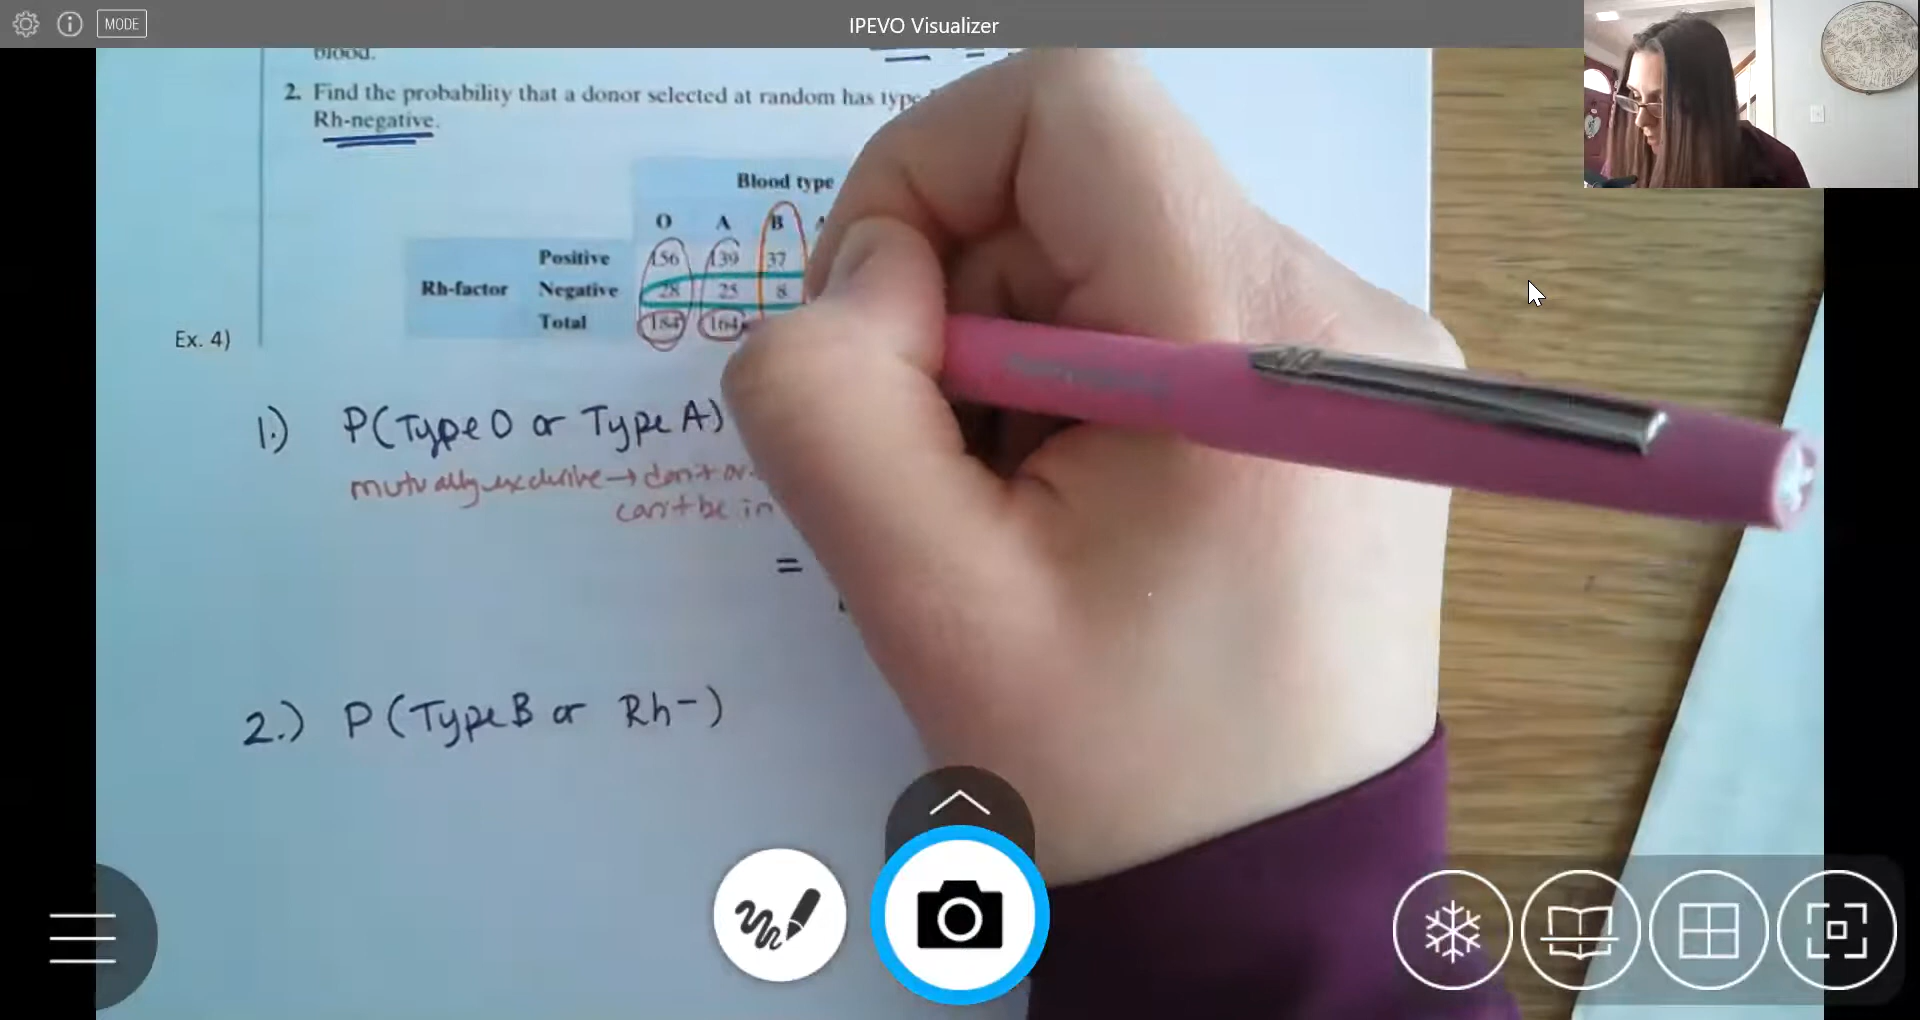 MODE
IPEVO Visualizer
blood.
2. Find the probability that a donor selected at random has type
Rh-negative.
Blood type
O A B
Positive 156 139 37
Rh-factor Negative 28 25 8
Total 184 164
Ex. 4)
1.) P(Type O or Type A)
mutually exclusive → don't
can't be in
=
2.) P(Type B or Rh-)